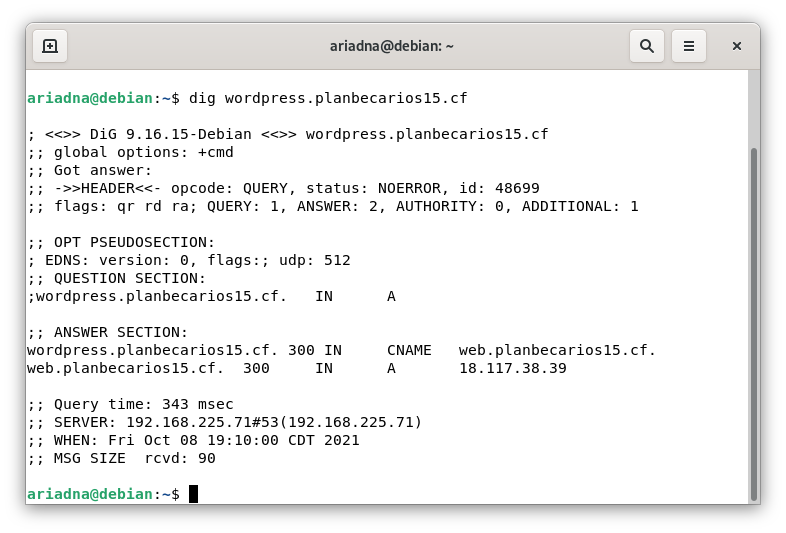 ariadna@debian: ~
ariadna@debian:~$ dig wordpress.planbecarios15.cf
; <<>> DiG 9.16.15-Debian <<>> wordpress.planbecarios15.cf
;; global options: +cmd
;; Got answer:
;; ->>HEADER<<- opcode: QUERY, status: NOERROR, id: 48699
;; flags: qr rd ra; QUERY: 1, ANSWER: 2, AUTHORITY: 0, ADDITIONAL: 1
;; OPT PSEUDOSECTION:
; EDNS: version: 0, flags:; udp: 512
;; QUESTION SECTION:
;wordpress.planbecarios15.cf.   IN      A
;; ANSWER SECTION:
wordpress.planbecarios15.cf. 300 IN     CNAME   web.planbecarios15.cf.
web.planbecarios15.cf.  300     IN      A       18.117.38.39
;; Query time: 343 msec
;; SERVER: 192.168.225.71#53(192.168.225.71)
;; WHEN: Fri Oct 08 19:10:00 CDT 2021
;; MSG SIZE  rcvd: 90
ariadna@debian:~$